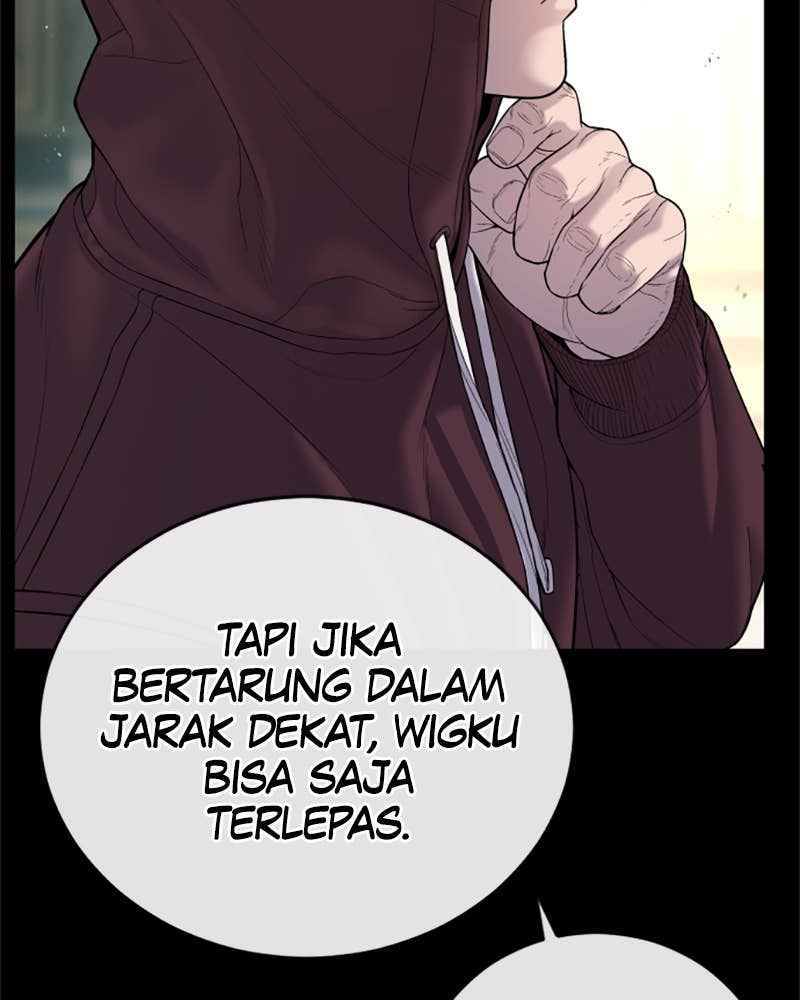 TAPI JIKA
BERTARUNG DALAM
JARAK DEKAT, WIGKU
BISA SAJA
TERLEPAS.